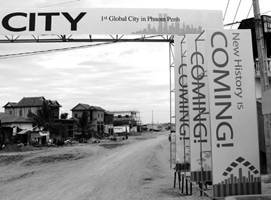 CITY
1st Global City in Phnom Penh
New History is
COMING!
COMING!
COMING!